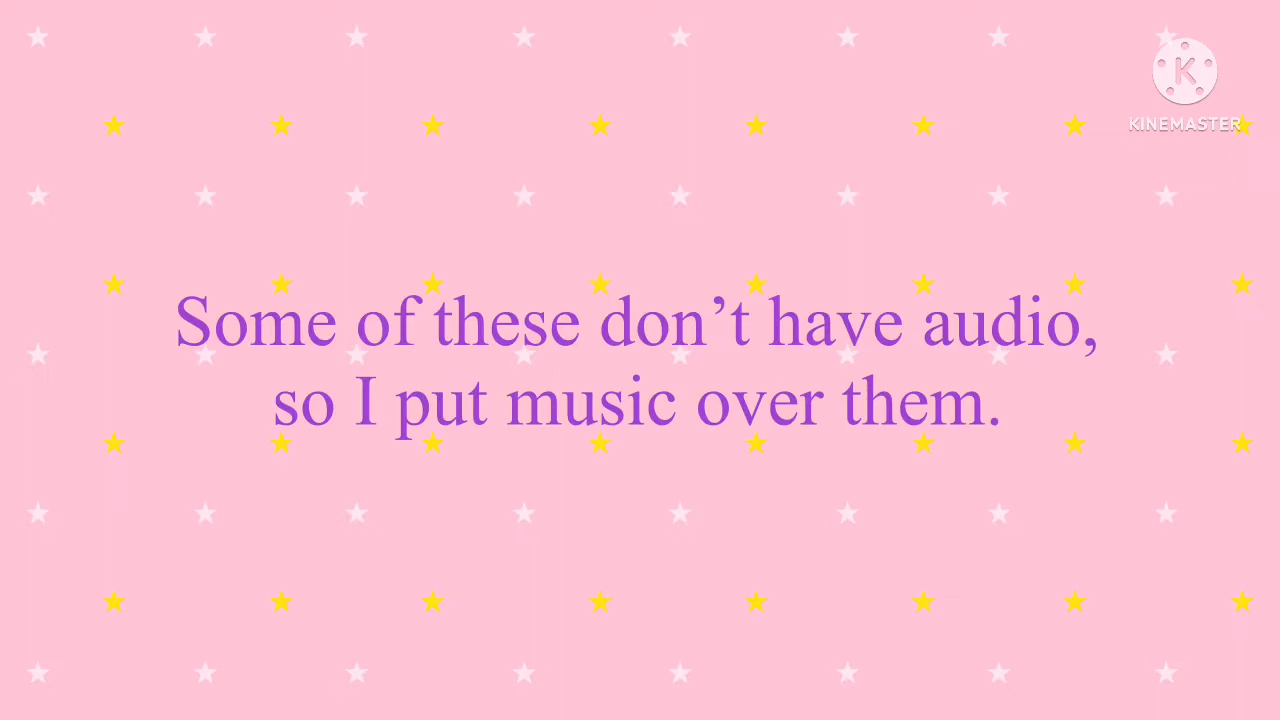 K
KINEMASTER
Some of these don’t have audio,
so I put music over them.